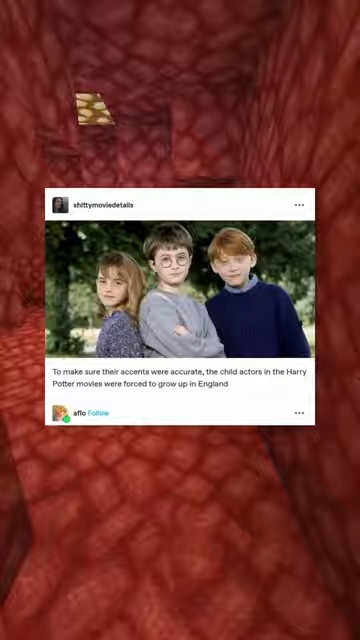 shittymoviedetails
To make sure their accents were accurate, the child actors in the Harry
Potter movies were forced to grow up in England
aflo Follow